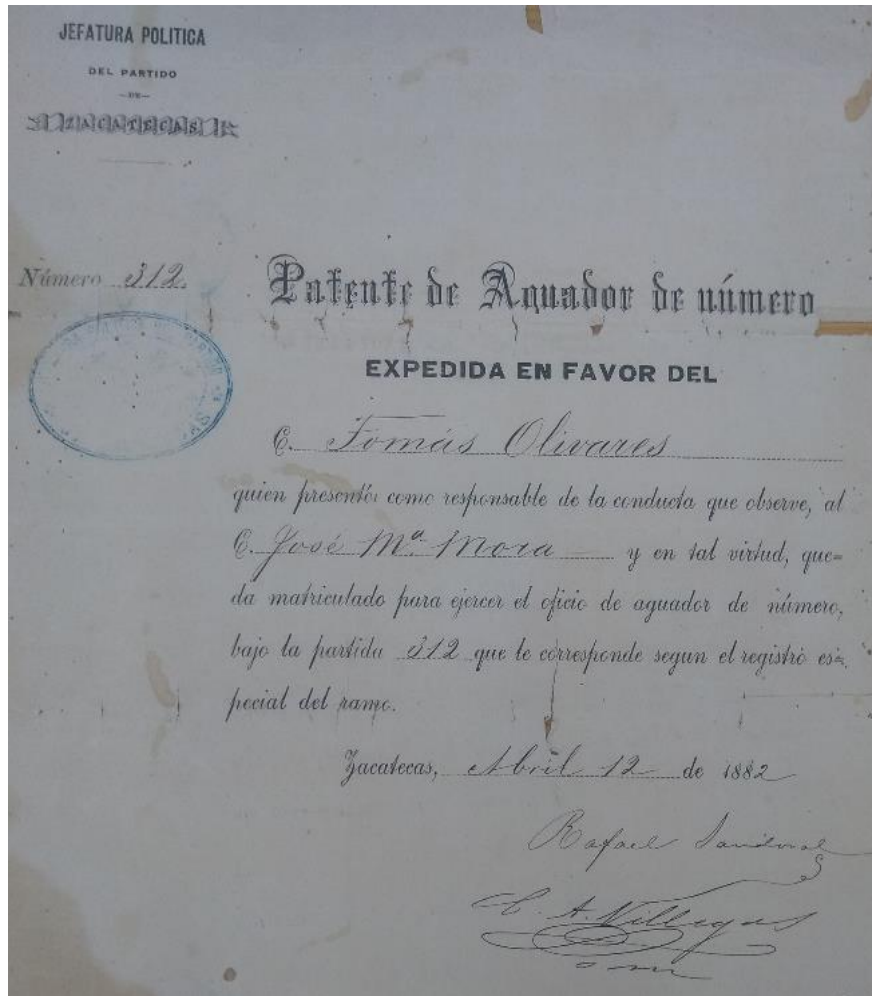 JEFATURA POLITICA
DEL PARTIDO
—DE—
ZACATECAS
Número 312.
Patente de Aguador de número
EXPEDIDA EN FAVOR DEL
C. Tomás Olivares
quien presentó como responsable de la conducta que observe, al
C. José Mª. Mora y en tal virtud, que=
da matriculado para ejercer el oficio de aguador de número,
bajo la partida 312 que le corresponde segun el registro es=
pecial del ramo.
Zacatecas, Abril 12 de 1882
Rafael Sandoval
A. Villegas